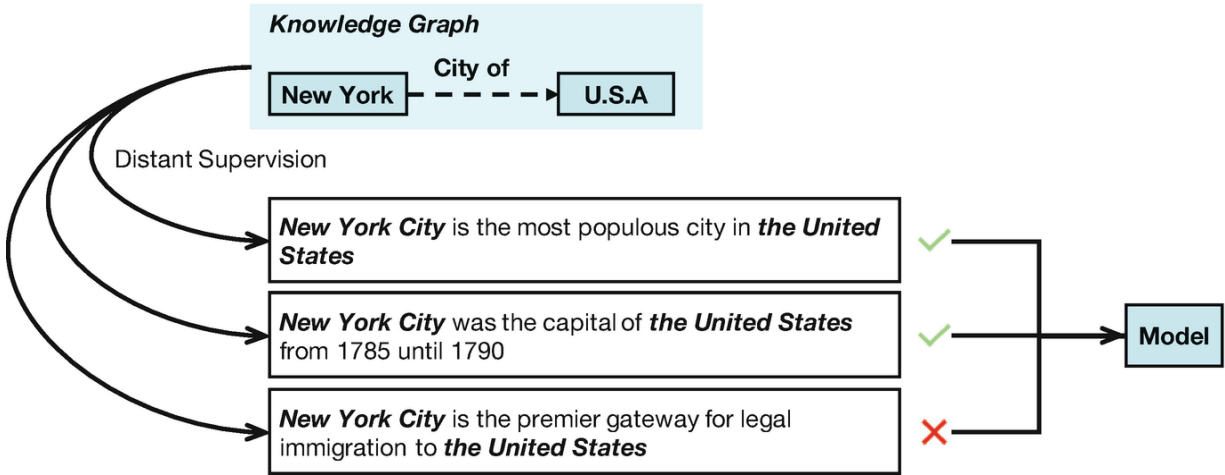 Knowledge Graph
City of
New York
U.S.A
Distant Supervision
New York City is the most populous city in the United
States
New York City was the capital of the United States
from 1785 until 1790
Model
New York City is the premier gateway for legal
immigration to the United States